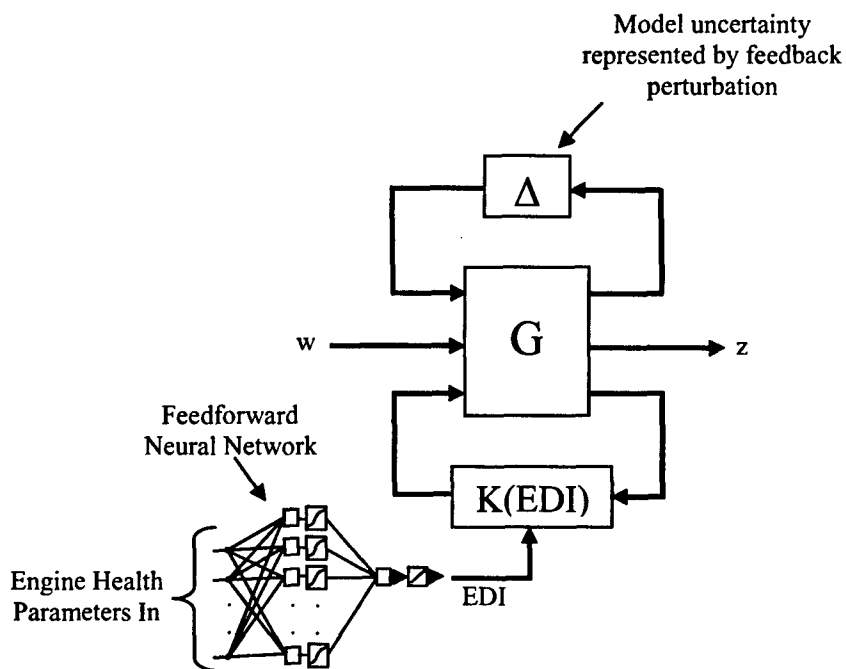 Model uncertainty
represented by feedback
perturbation
Δ
G
w
z
Feedforward
Neural Network
K(EDI)
Engine Health
Parameters In
EDI